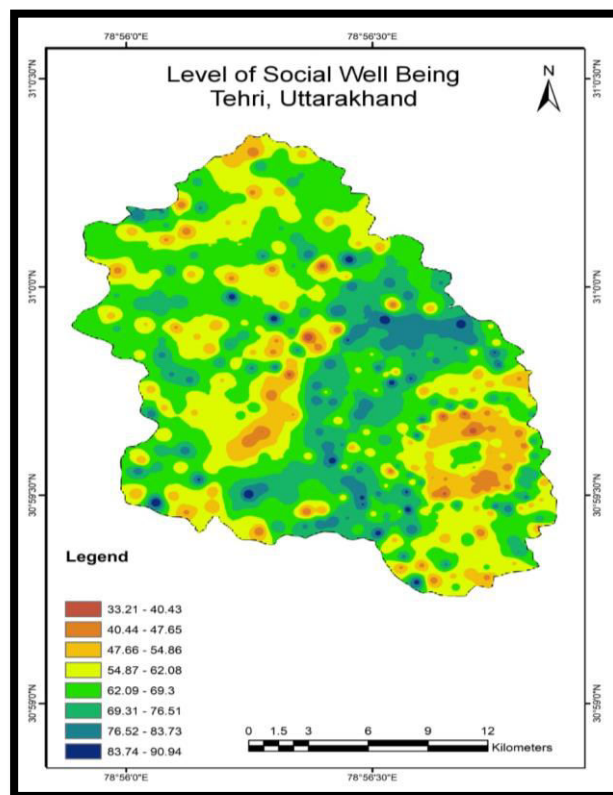 78°56'0"E 78°56'30"E
Level of Social Well Being
Tehri, Uttarakhand
N
31°0'30"N 31°0'30"N
31°0'0"N 31°0'0"N
30°59'30"N 30°59'30"N
Legend
33.21 - 40.43
40.44 - 47.65
47.66 - 54.86
54.87 - 62.08
62.09 - 69.3
69.31 - 76.51
76.52 - 83.73
83.74 - 90.94
30°59'0"N 30°59'0"N
0 1.5 3 6 9 12
Kilometers
78°56'0"E 78°56'30"E